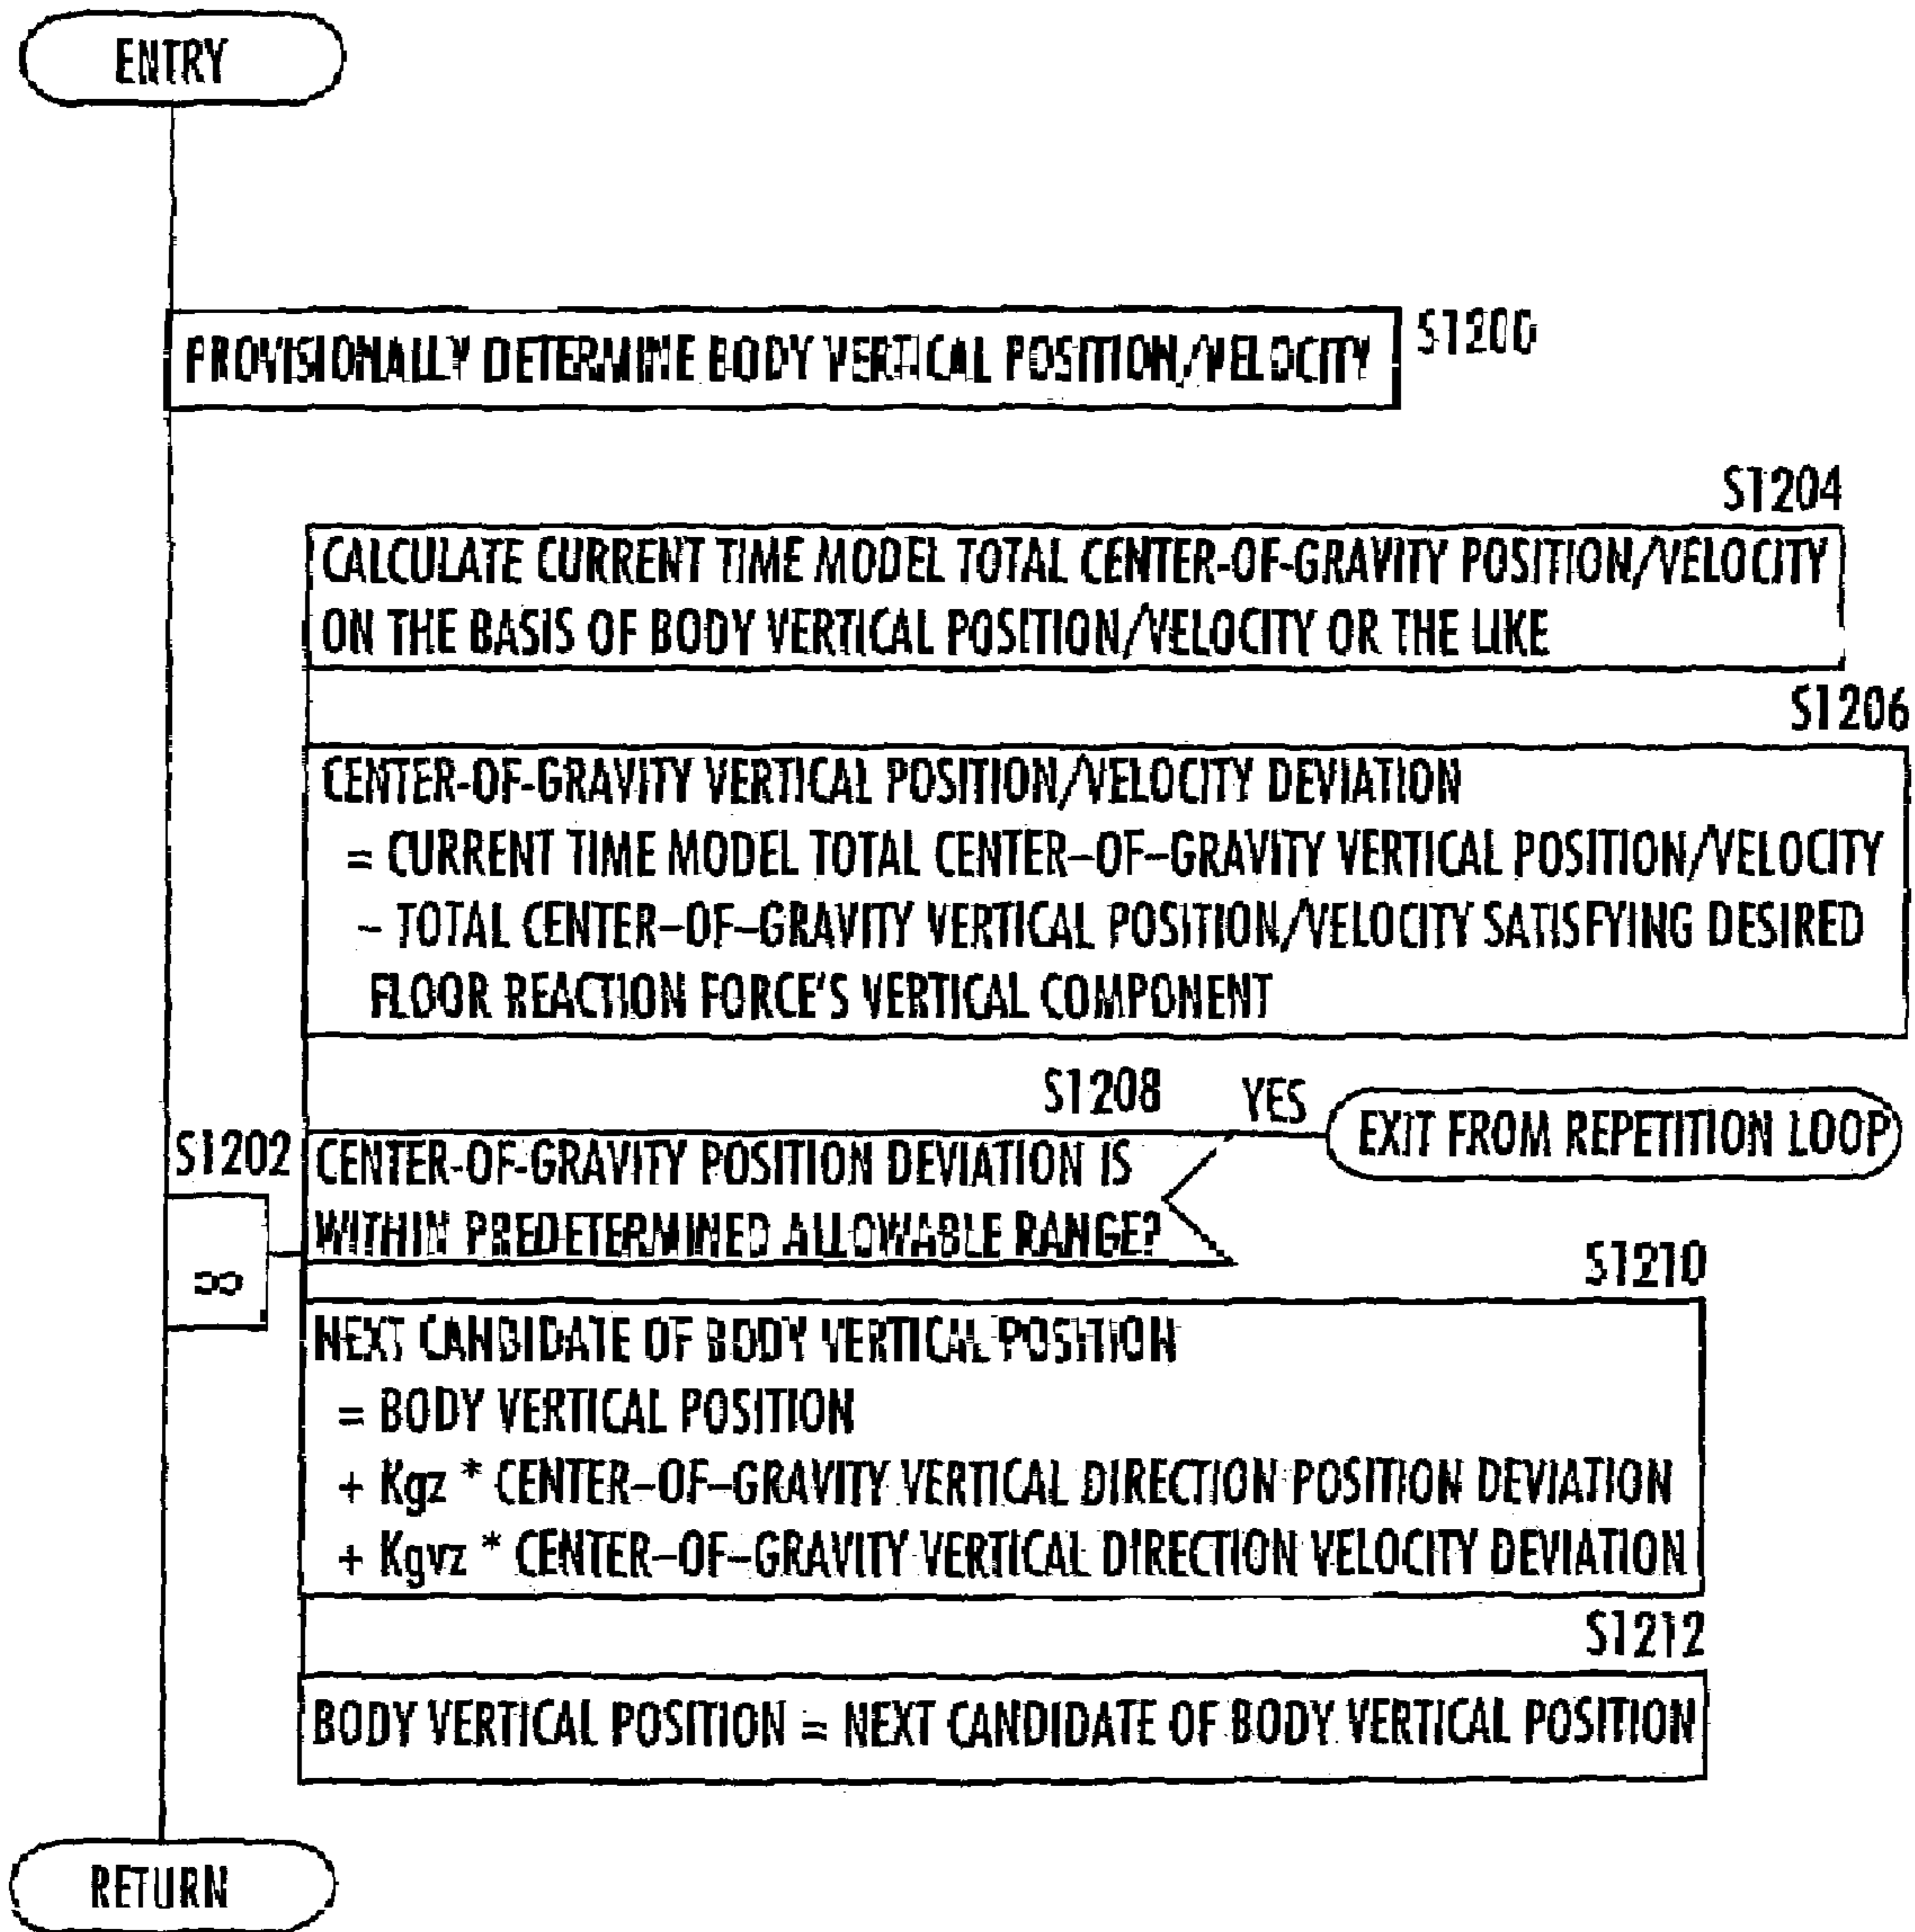 ENTRY
PROVISIONALLY DETERMINE BODY VERTICAL POSITION/VELOCITY
S1200
S1204
CALCULATE CURRENT TIME MODEL TOTAL CENTER-OF-GRAVITY POSITION/VELOCITY
ON THE BASIS OF BODY VERTICAL POSITION/VELOCITY OR THE LIKE
S1206
CENTER-OF-GRAVITY VERTICAL POSITION/VELOCITY DEVIATION
= CURRENT TIME MODEL TOTAL CENTER-OF-GRAVITY VERTICAL POSITION/VELOCITY
- TOTAL CENTER-OF-GRAVITY VERTICAL POSITION/VELOCITY SATISFYING DESIRED
FLOOR REACTION FORCE'S VERTICAL COMPONENT
S1208
YES
EXIT FROM REPETITION LOOP
S1202
∞
CENTER-OF-GRAVITY POSITION DEVIATION IS
WITHIN PREDETERMINED ALLOWABLE RANGE?
S1210
NEXT CANDIDATE OF BODY VERTICAL POSITION
= BODY VERTICAL POSITION
+ Kgz * CENTER-OF-GRAVITY VERTICAL DIRECTION POSITION DEVIATION
+ Kgvz * CENTER-OF-GRAVITY VERTICAL DIRECTION VELOCITY DEVIATION
S1212
BODY VERTICAL POSITION = NEXT CANDIDATE OF BODY VERTICAL POSITION
RETURN